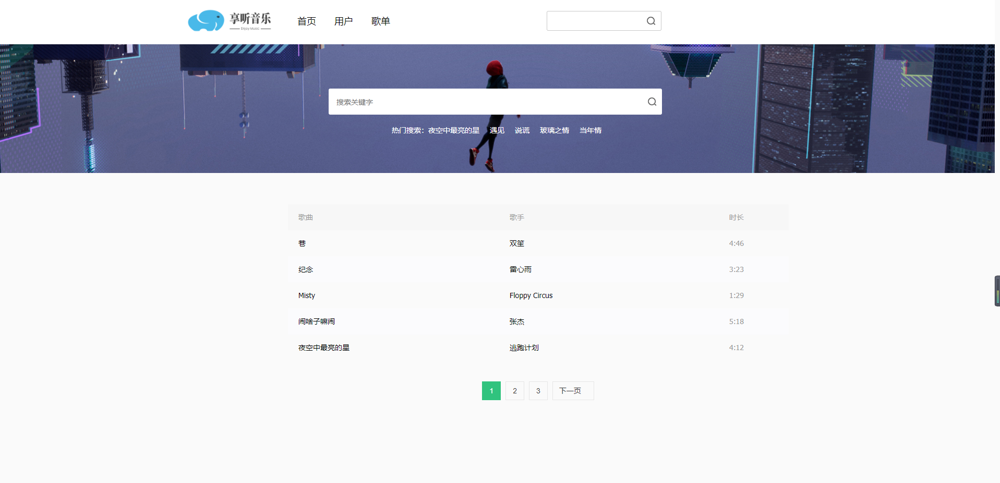 享听音乐
Enjoy Music
首页 用户 歌单
搜索关键字
热门搜索：夜空中最亮的星 遇见 说谎 玻璃之情 当年情
歌曲 歌手 时长
巷 双笙 4:46
纪念 雷心雨 3:23
Misty Floppy Circus 1:29
闹啥子嘛闹 张杰 5:18
夜空中最亮的星 逃跑计划 4:12
1 2 3 下一页